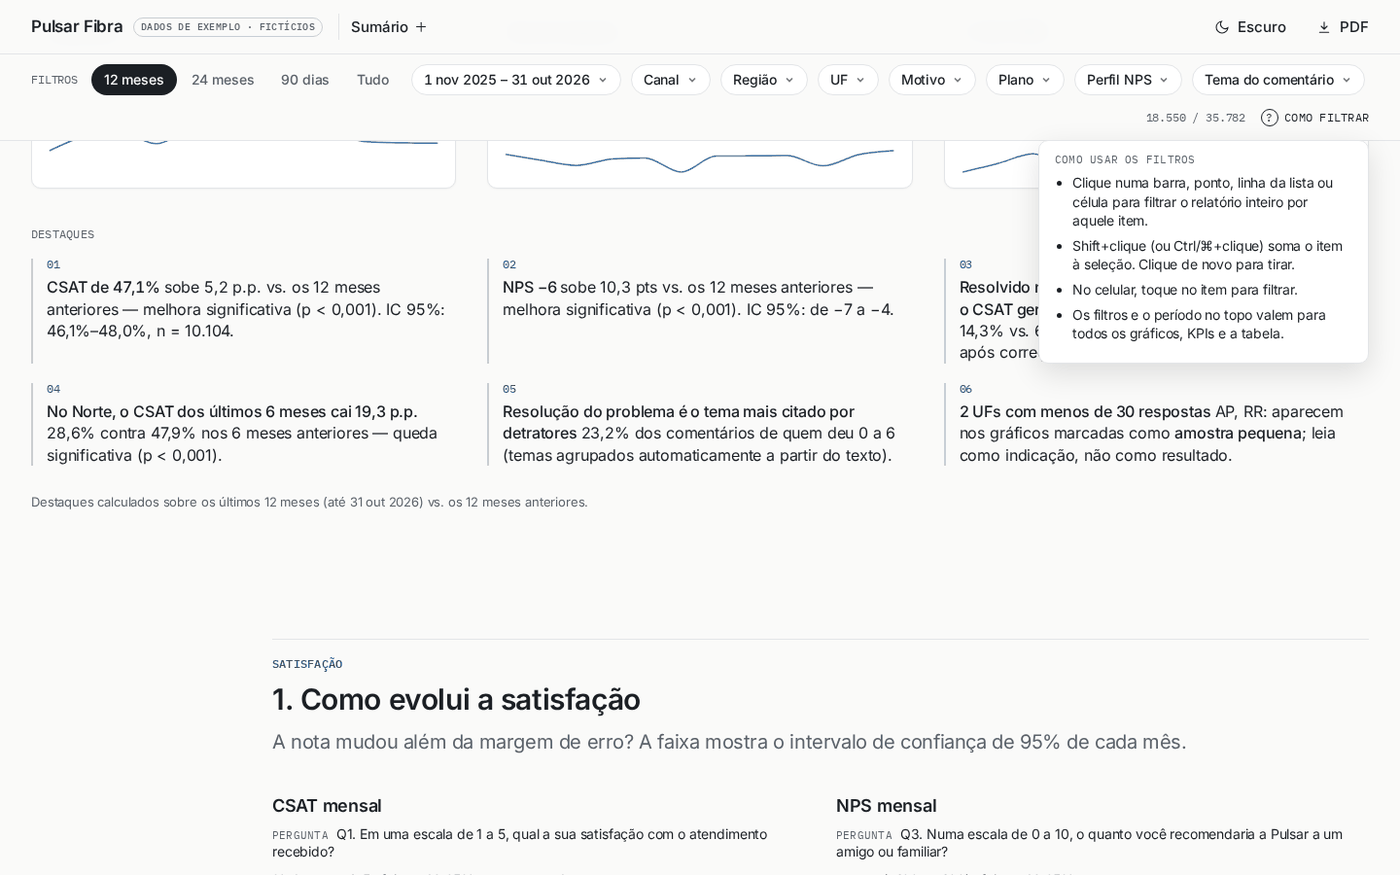 Pulsar Fibra
DADOS DE EXEMPLO · FICTÍCIOS
Sumário +
Escuro
PDF
FILTROS
12 meses
24 meses
90 dias
Tudo
1 nov 2025 – 31 out 2026
Canal
Região
UF
Motivo
Plano
Perfil NPS
Tema do comentário
18.550 / 35.782
? COMO FILTRAR
COMO USAR OS FILTROS
• Clique numa barra, ponto, linha da lista ou
célula para filtrar o relatório inteiro por
aquele item.
• Shift+clique (ou Ctrl/⌘+clique) soma o item
à seleção. Clique de novo para tirar.
• No celular, toque no item para filtrar.
• Os filtros e o período no topo valem para
todos os gráficos, KPIs e a tabela.
DESTAQUES
01
CSAT de 47,1% sobe 5,2 p.p. vs. os 12 meses
anteriores — melhora significativa (p < 0,001). IC 95%:
46,1%–48,0%, n = 10.104.
02
NPS −6 sobe 10,3 pts vs. os 12 meses anteriores —
melhora significativa (p < 0,001). IC 95%: de −7 a −4.
03
Resolvido
o CSAT
14,3% vs.
após
04
No Norte, o CSAT dos últimos 6 meses cai 19,3 p.p.
28,6% contra 47,9% nos 6 meses anteriores — queda
significativa (p < 0,001).
05
Resolução do problema é o tema mais citado por
detratores 23,2% dos comentários de quem deu 0 a 6
(temas agrupados automaticamente a partir do texto).
06
2 UFs com menos de 30 respostas AP, RR: aparecem
nos gráficos marcadas como amostra pequena; leia
como indicação, não como resultado.
Destaques calculados sobre os últimos 12 meses (até 31 out 2026) vs. os 12 meses anteriores.
SATISFAÇÃO
1. Como evolui a satisfação
A nota mudou além da margem de erro? A faixa mostra o intervalo de confiança de 95% de cada mês.
CSAT mensal
PERGUNTA Q1. Em uma escala de 1 a 5, qual a sua satisfação com o atendimento
recebido?
NPS mensal
PERGUNTA Q3. Numa escala de 0 a 10, o quanto você recomendaria a Pulsar a um
amigo ou familiar?